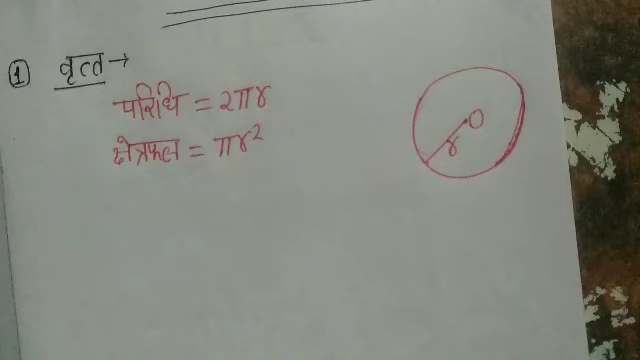 ① वृत्त →
परिधि = 2πr
क्षेत्रफल = πr²
O
r